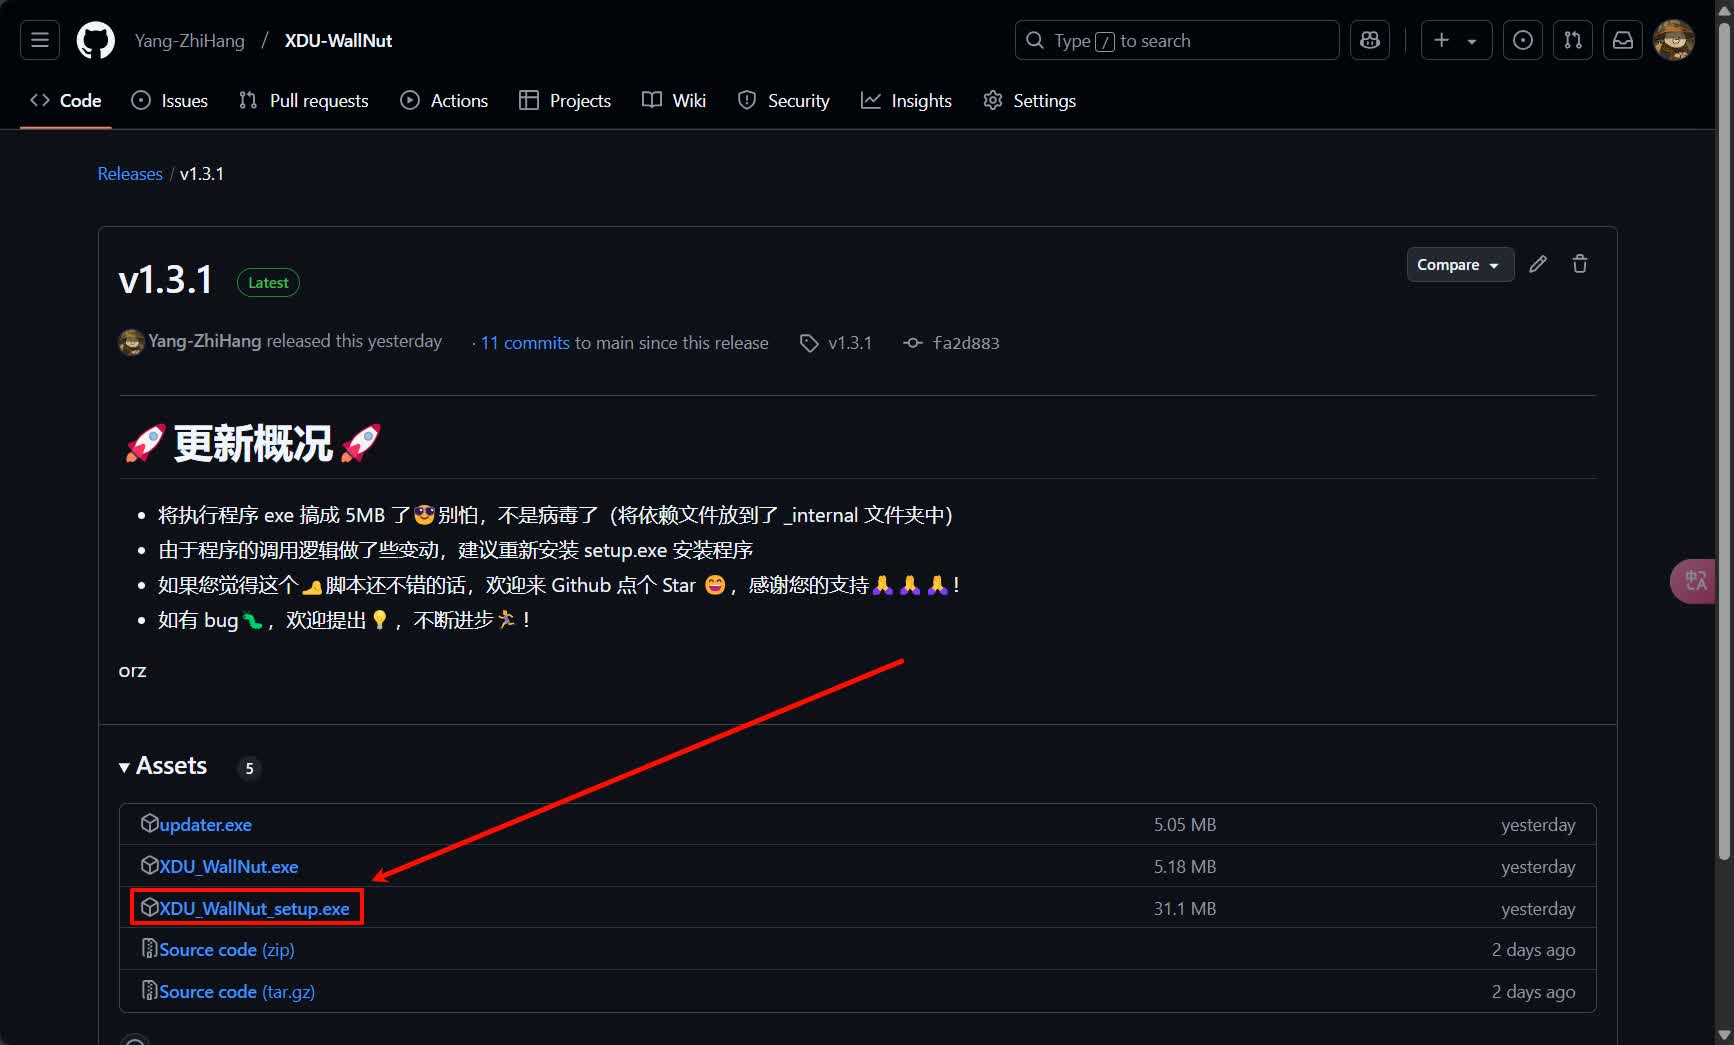 Yang-ZhiHang / XDU-WallNut
Type / to search
Code Issues Pull requests Actions Projects Wiki Security Insights Settings
Releases / v1.3.1
v1.3.1 Latest
Compare
Yang-ZhiHang released this yesterday · 11 commits to main since this release v1.3.1 fa2d883
🚀更新概况🚀
• 将执行程序 exe 搞成 5MB 了😎别怕，不是病毒了（将依赖文件放到了 _internal 文件夹中）
• 由于程序的调用逻辑做了些变动，建议重新安装 setup.exe 安装程序
• 如果您觉得这个🫴脚本还不错的话，欢迎来 Github 点个 Star 😄，感谢您的支持🙏🙏🙏！
• 如有 bug🐛，欢迎提出💡，不断进步🏃！
orz
Assets 5
updater.exe 5.05 MB yesterday
XDU_WallNut.exe 5.18 MB yesterday
XDU_WallNut_setup.exe 31.1 MB yesterday
Source code (zip) 2 days ago
Source code (tar.gz) 2 days ago